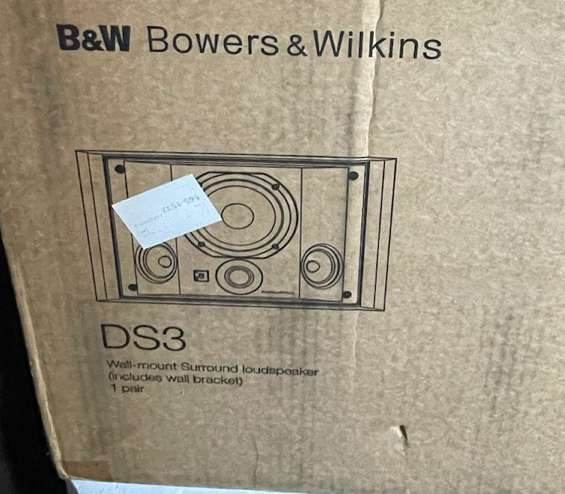 B&W Bowers & Wilkins
DS3
Wall-mount Surround loudspeaker
(includes wall bracket)
1 pair